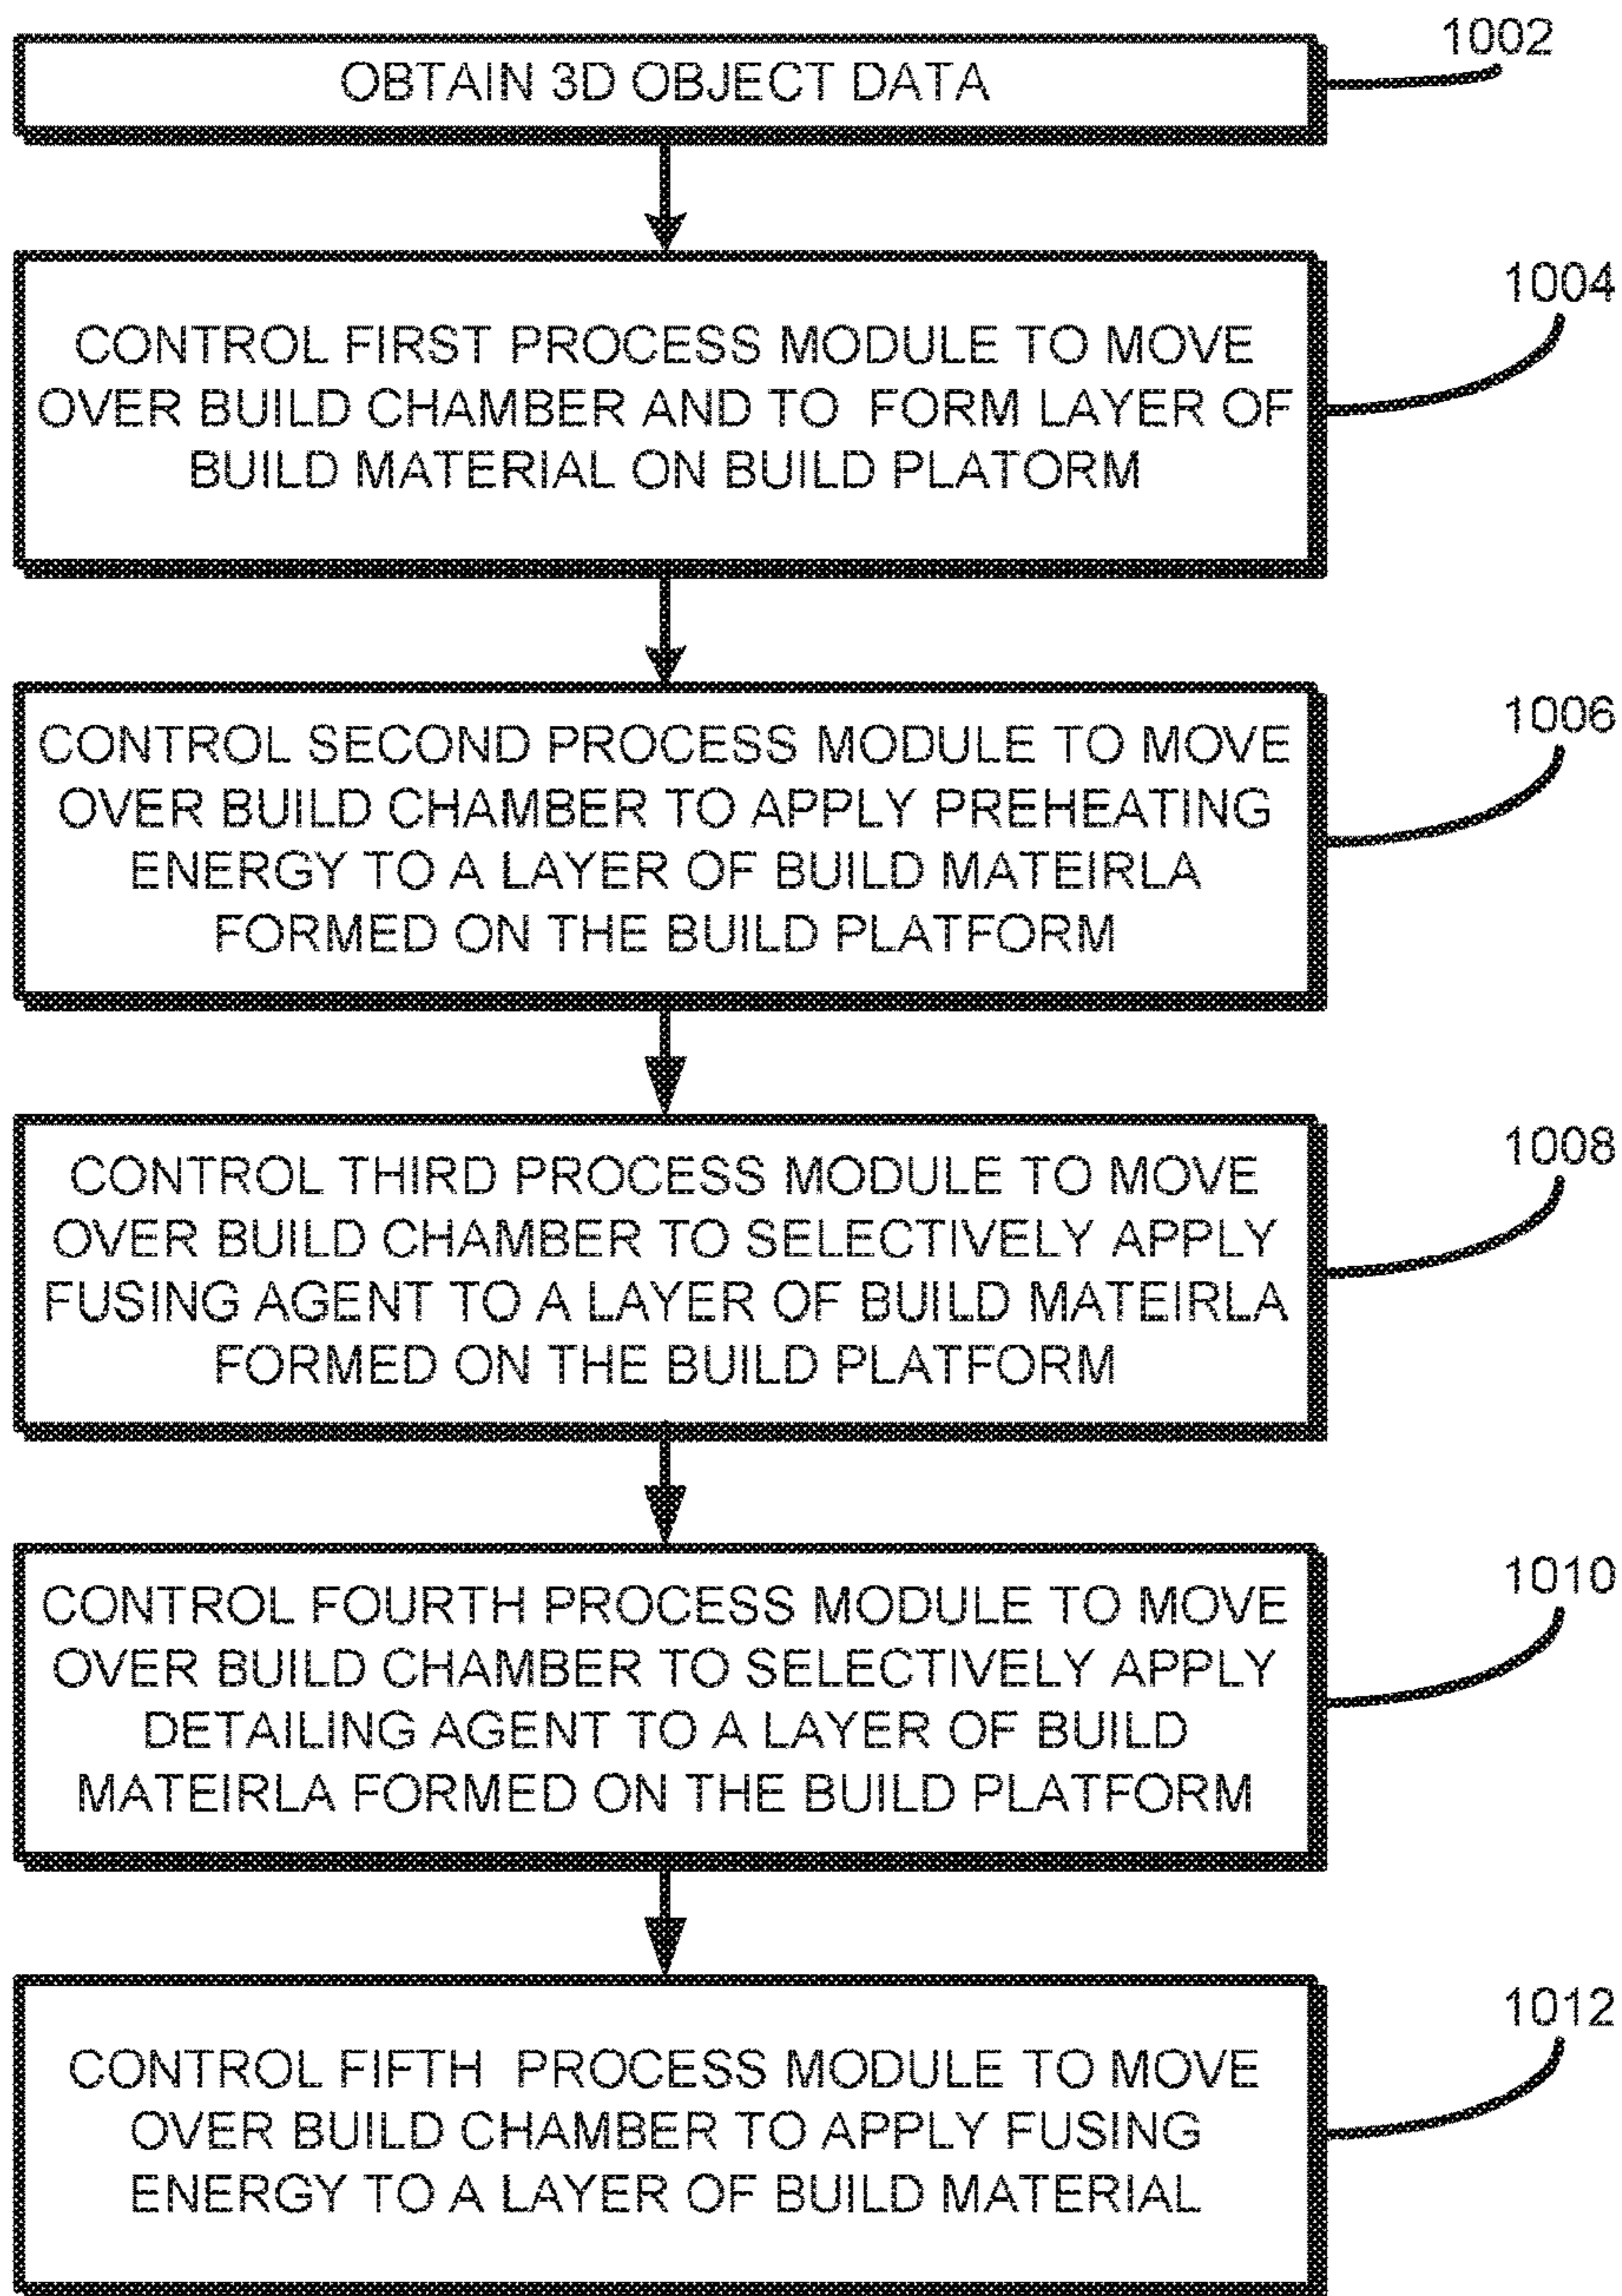 1002
OBTAIN 3D OBJECT DATA
1004
CONTROL FIRST PROCESS MODULE TO MOVE
OVER BUILD CHAMBER AND TO FORM LAYER OF
BUILD MATERIAL ON BUILD PLATORM
1006
CONTROL SECOND PROCESS MODULE TO MOVE
OVER BUILD CHAMBER TO APPLY PREHEATING
ENERGY TO A LAYER OF BUILD MATEIRLA
FORMED ON THE BUILD PLATFORM
1008
CONTROL THIRD PROCESS MODULE TO MOVE
OVER BUILD CHAMBER TO SELECTIVELY APPLY
FUSING AGENT TO A LAYER OF BUILD MATEIRLA
FORMED ON THE BUILD PLATFORM
1010
CONTROL FOURTH PROCESS MODULE TO MOVE
OVER BUILD CHAMBER TO SELECTIVELY APPLY
DETAILING AGENT TO A LAYER OF BUILD
MATEIRLA FORMED ON THE BUILD PLATFORM
1012
CONTROL FIFTH PROCESS MODULE TO MOVE
OVER BUILD CHAMBER TO APPLY FUSING
ENERGY TO A LAYER OF BUILD MATERIAL